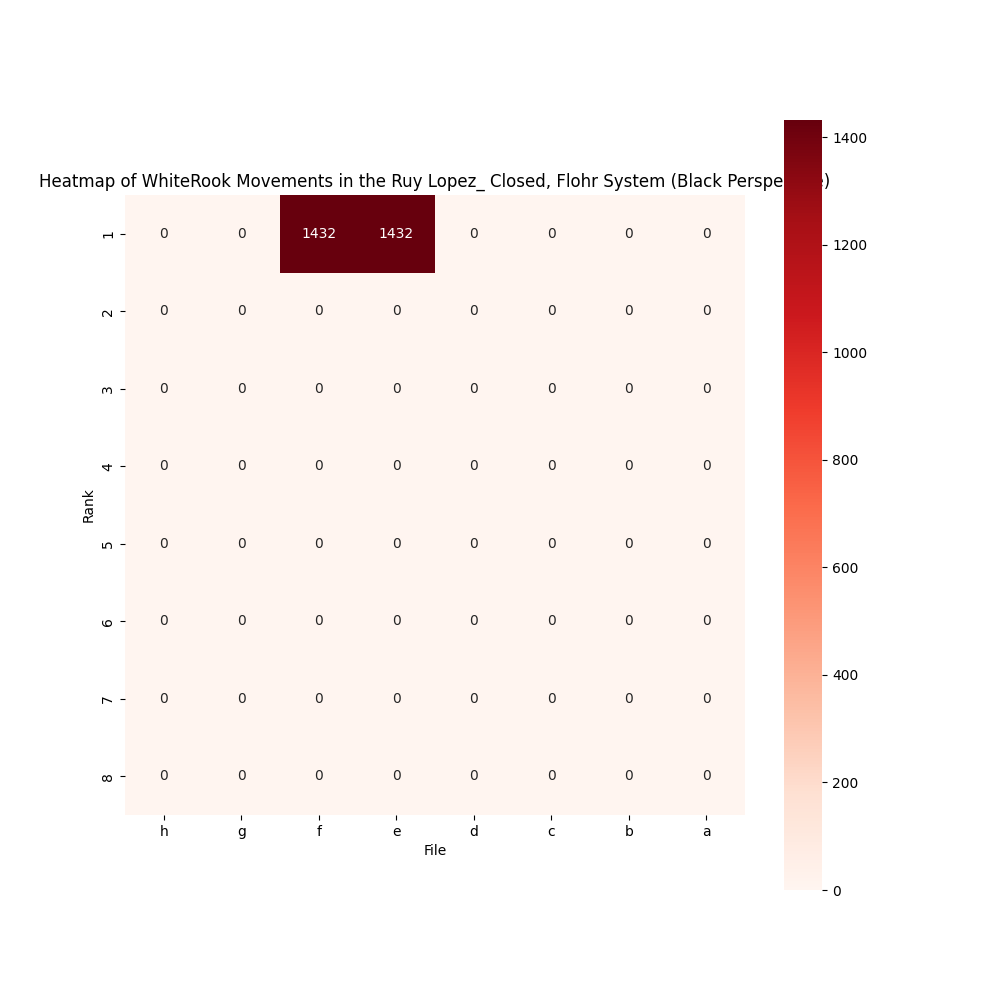 Heatmap of WhiteRook Movements in the Ruy Lopez_ Closed, Flohr System (Black Perspe e)
1 0 0 1432 1432 0 0 0 0
2 0 0 0 0 0 0 0 0
3 0 0 0 0 0 0 0 0
4 0 0 0 0 0 0 0 0
5 0 0 0 0 0 0 0 0
6 0 0 0 0 0 0 0 0
7 0 0 0 0 0 0 0 0
8 0 0 0 0 0 0 0 0
Rank
h g f e d c b a
File
1400
1200
1000
800
600
400
200
0